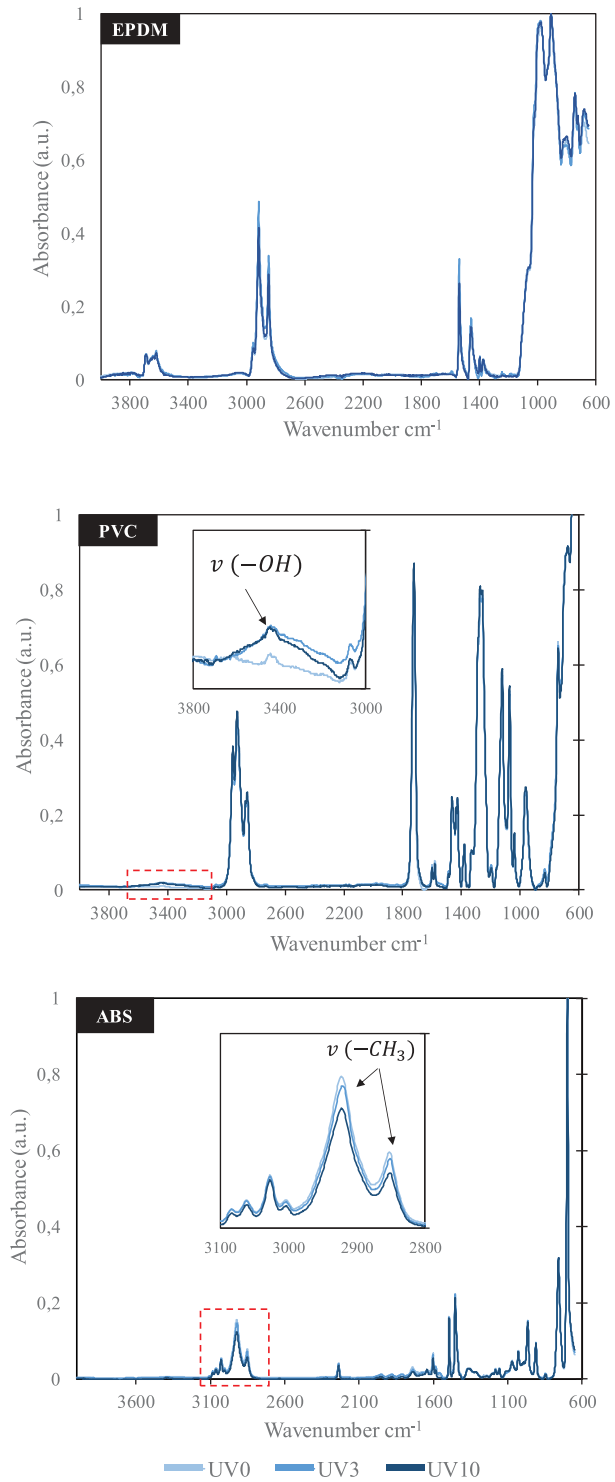 EPDM
1
0,8
0,6
0,4
0,2
0
Absorbance (a.u.)
3800 3400 3000 2600 2200 1800 1400 1000 600
Wavenumber cm-1
PVC
1
0,8
0,6
0,4
0,2
0
Absorbance (a.u.)
ν (−OH)
3800 3400 3000
3800 3400 3000 2600 2200 1800 1400 1000 600
Wavenumber cm-1
ABS
1
0,8
0,6
0,4
0,2
0
Absorbance (a.u.)
ν (−CH3)
3100 3000 2900 2800
3600 3100 2600 2100 1600 1100 600
Wavenumber cm-1
UV0 UV3 UV10